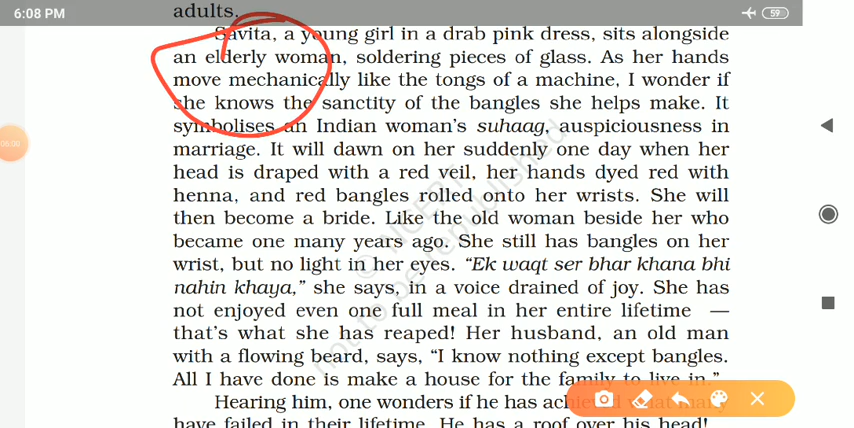 6:08 PM
59
adults.
Savita, a young girl in a drab pink dress, sits alongside
an elderly woman, soldering pieces of glass. As her hands
move mechanically like the tongs of a machine, I wonder if
she knows the sanctity of the bangles she helps make. It
symbolises an Indian woman's suhaag, auspiciousness in
marriage. It will dawn on her suddenly one day when her
head is draped with a red veil, her hands dyed red with
henna, and red bangles rolled onto her wrists. She will
then become a bride. Like the old woman beside her who
became one many years ago. She still has bangles on her
wrist, but no light in her eyes. “Ek waqt ser bhar khana bhi
nahin khaya,” she says, in a voice drained of joy. She has
not enjoyed even one full meal in her entire lifetime —
that's what she has reaped! Her husband, an old man
with a flowing beard, says, “I know nothing except bangles.
All I have done is make a house for the family to live in.”
Hearing him, one wonders if he has achieved what many
have failed in their lifetime. He has a roof over his head!
© NCERT
not to be republished